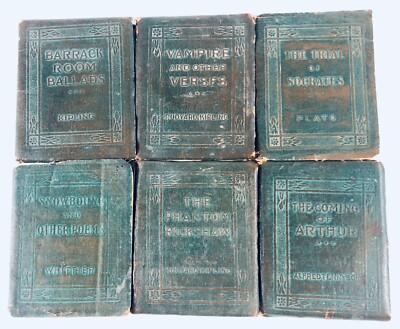 BARRACK
ROOM
BALLADS
KIPLING
VAMPIRE
AND OTHER
VERSES
RUDYARD KIPLING
THE TRIAL
OF
SOCRATES
PLATO
SNOWBOUND
AND
OTHER POEMS
WHITTIER
THE
PHANTOM
RICKSHAW
RUDYARD KIPLING
THE COMING
OF
ARTHUR
ALFRED TENNYSON